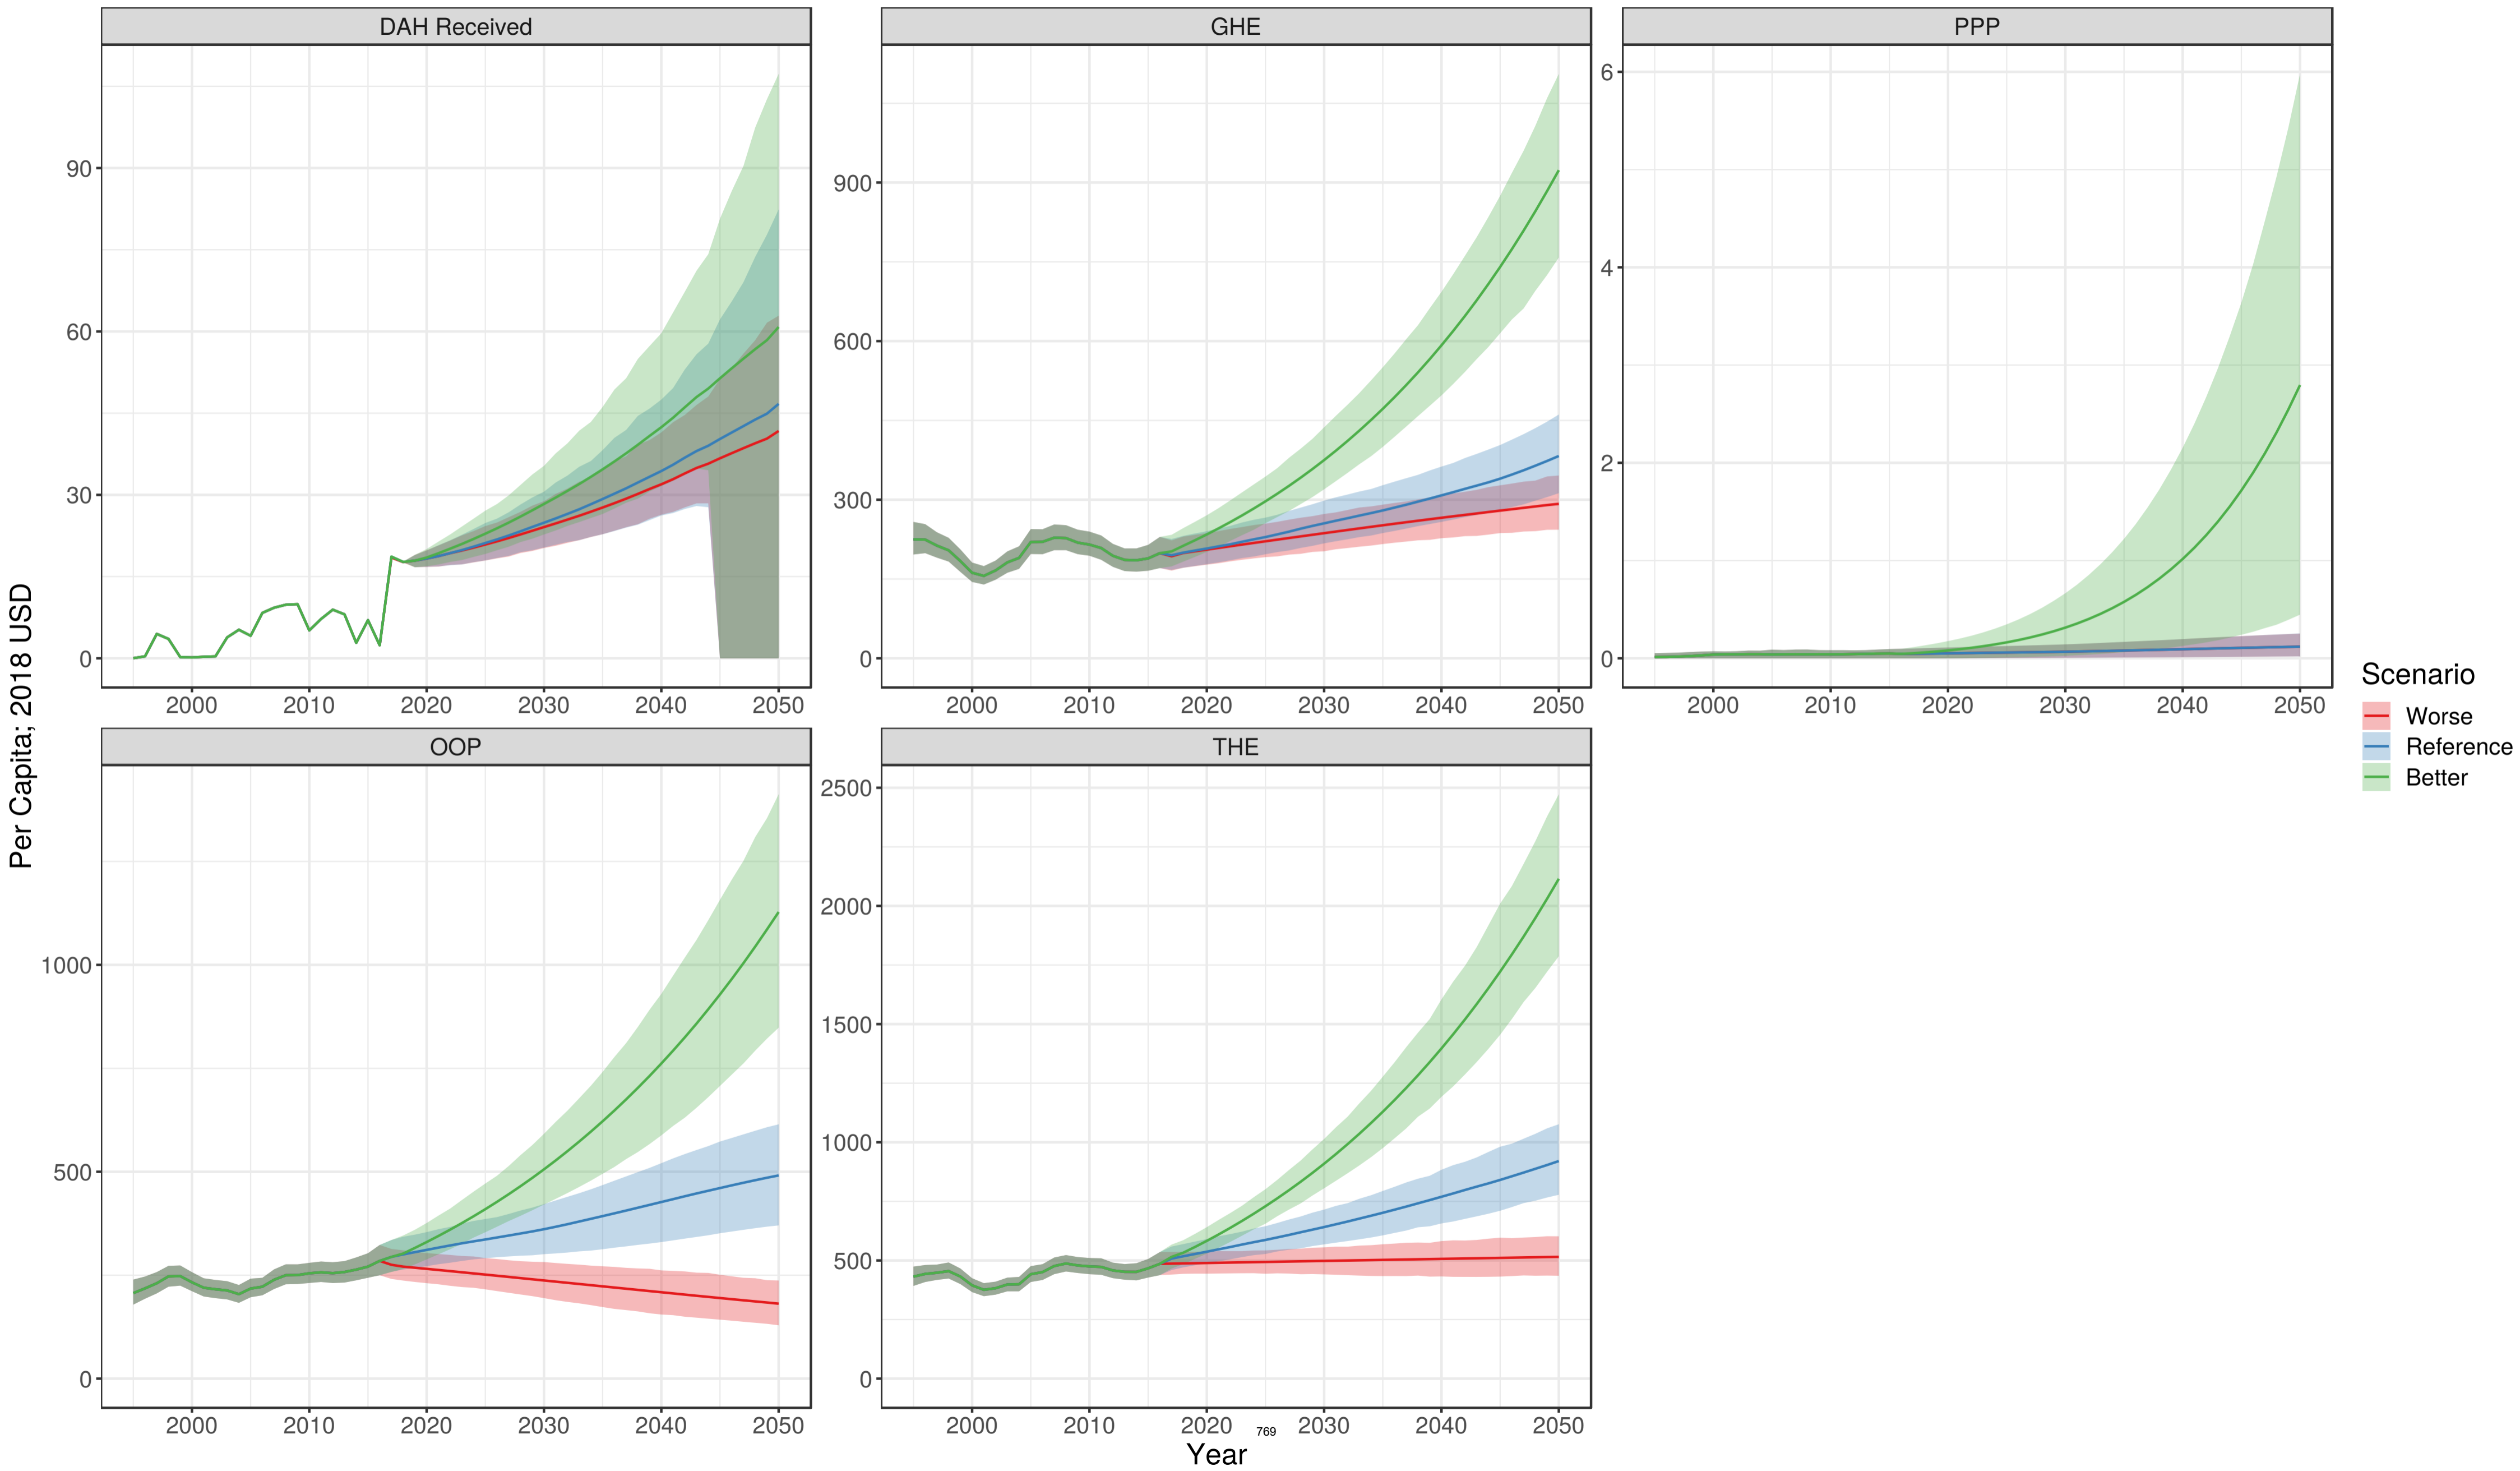 DAH Received
GHE
PPP
90
60
30
0
900
600
300
0
6
4
2
0
2000 2010 2020 2030 2040 2050
2000 2010 2020 2030 2040 2050
2000 2010 2020 2030 2040 2050
OOP
THE
1000
500
0
2500
2000
1500
1000
500
0
2000 2010 2020 2030 2040 2050
2000 2010 2020 2030 2040 2050
Per Capita; 2018 USD
Year
769
Scenario
Worse
Reference
Better